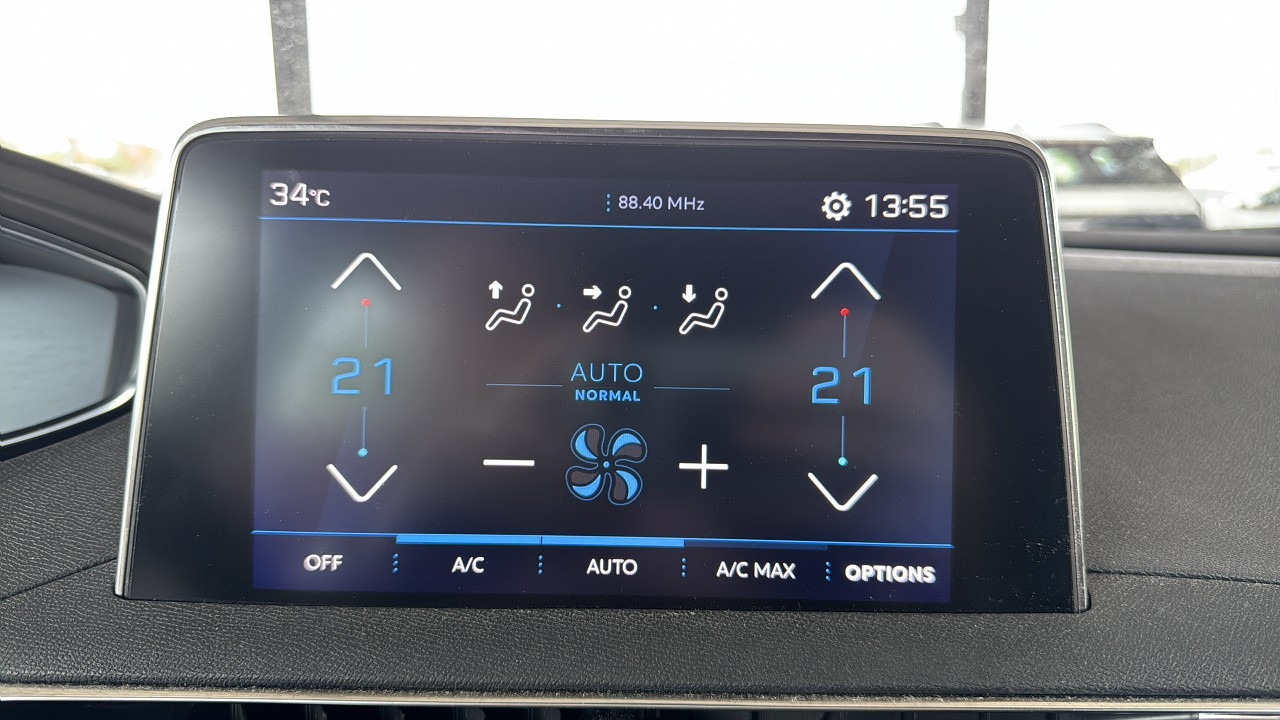 34°C
88.40 MHz
13:55
21
AUTO
NORMAL
21
OFF
A/C
AUTO
A/C MAX
OPTIONS